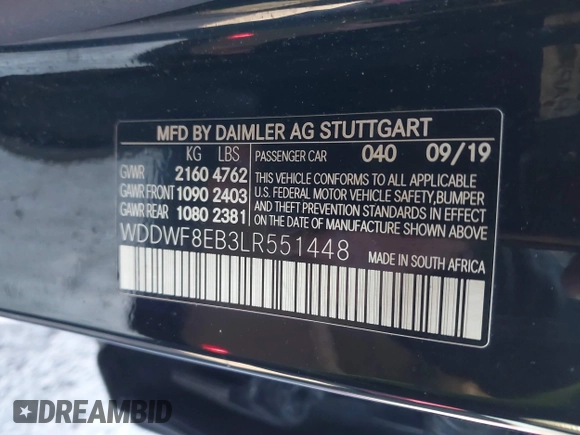 MFD BY DAIMLER AG STUTTGART
KG LBS PASSENGER CAR 040 09/19
GVWR 2160 4762
GAWR FRONT 1090 2403
GAWR REAR 1080 2381
THIS VEHICLE CONFORMS TO ALL APPLICABLE
U.S. FEDERAL MOTOR VEHICLE SAFETY,BUMPER
AND THEFT PREVENTION STANDARDS IN EFFECT
ON DATE OF MANUFACTURE SHOWN ABOVE.
WDDWF8EB3LR551448
MADE IN SOUTH AFRICA
DREAMBID